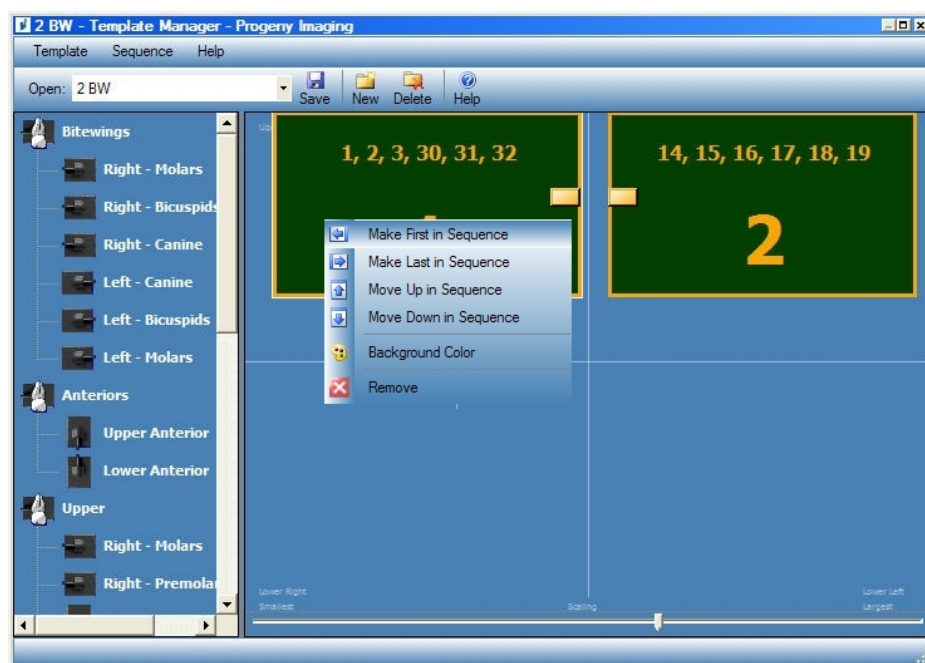 2 BW - Template Manager - Progeny Imaging
Template Sequence Help
Open: 2 BW
Save New Delete Help
Bitewings
Right - Molars
Right - Bicuspids
Right - Canine
Left - Canine
Left - Bicuspids
Left - Molars
Anteriors
Upper Anterior
Lower Anterior
Upper
Right - Molars
Right - Premola
Up
1, 2, 3, 30, 31, 32
14, 15, 16, 17, 18, 19
2
Make First in Sequence
Make Last in Sequence
Move Up in Sequence
Move Down in Sequence
Background Color
Remove
Lower Right
Lower Left
Smallest Scaling Largest